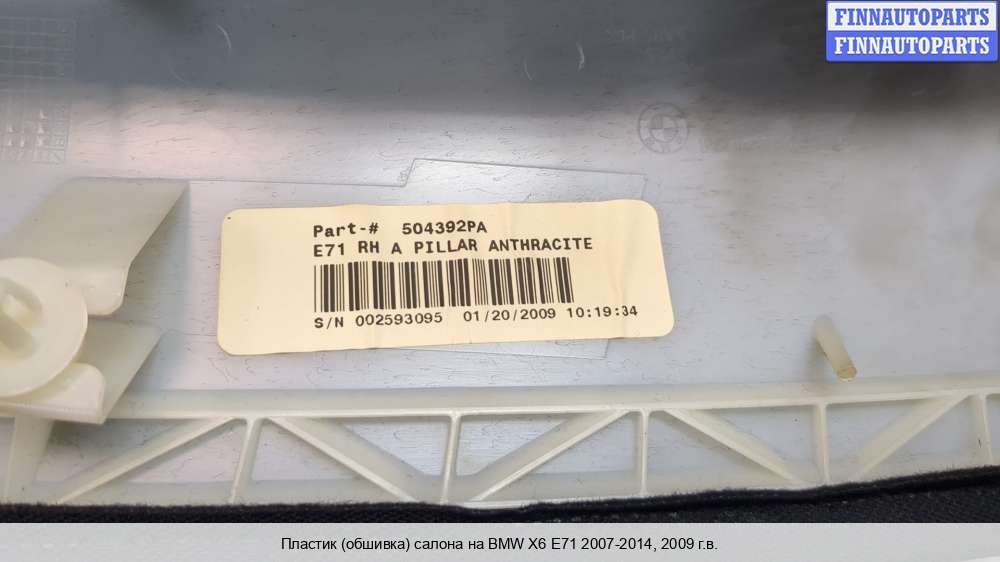 FINNAUTOPARTS
FINNAUTOPARTS
Part-# 504392PA
E71 RH A PILLAR ANTHRACITE
S/N 002593095 01/20/2009 10:19:34
Пластик (обшивка) салона на BMW X6 E71 2007-2014, 2009 г.в.